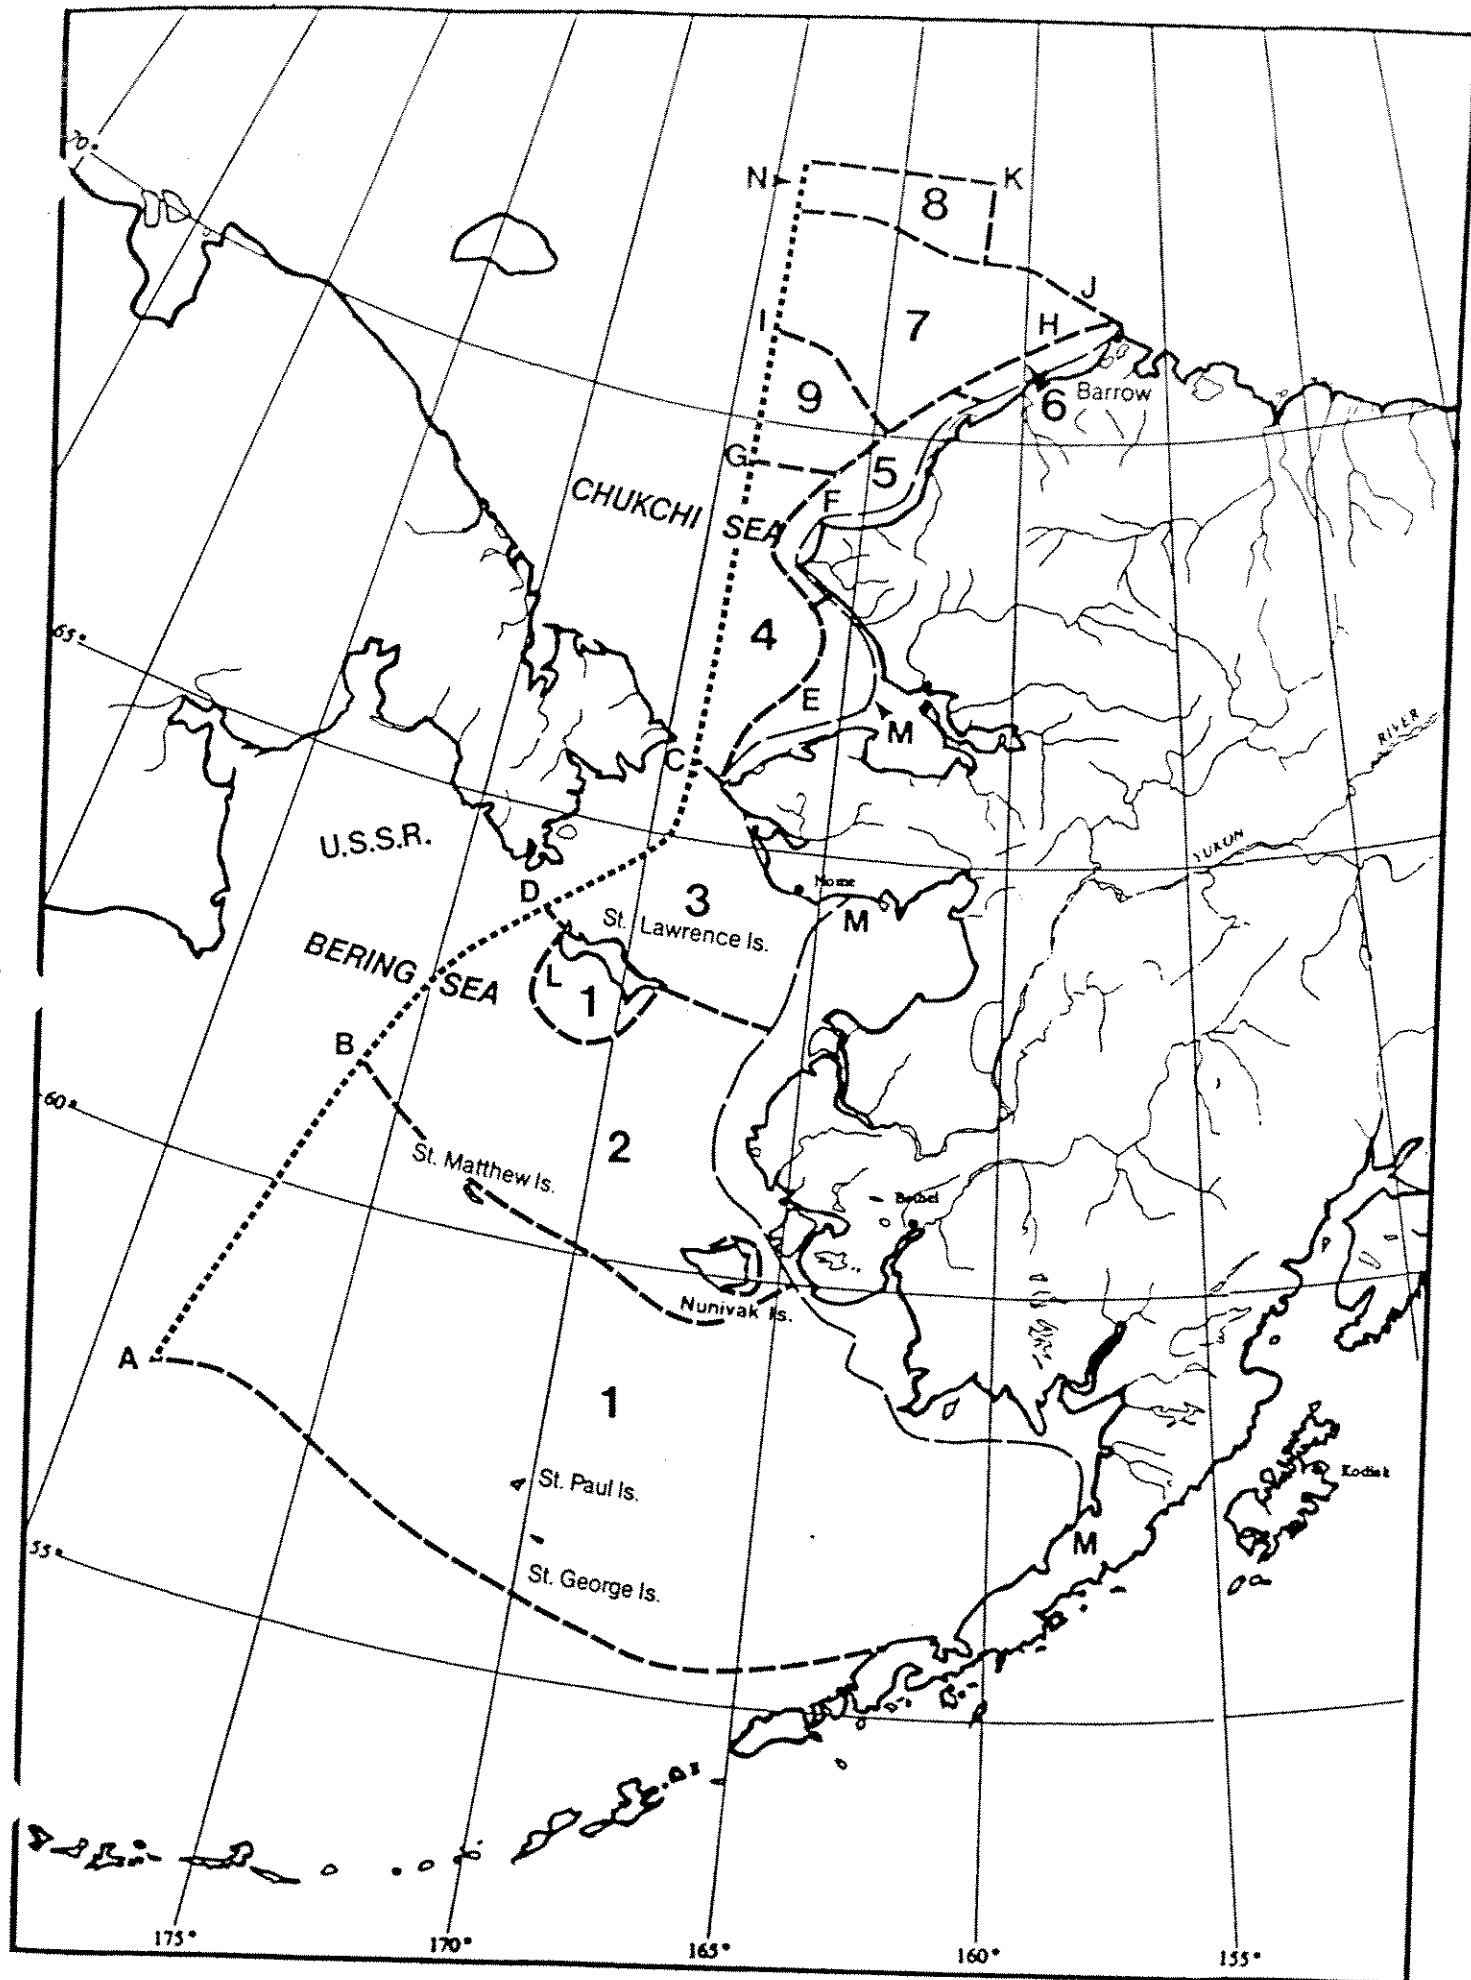 70°
N
K
8
J
I
7
H
9
6
Barrow
G
5
CHUKCHI SEA
F
65°
4
E
M
C
RIVER
U.S.S.R.
YUKON
D
Nome
3
M
St. Lawrence Is.
BERING SEA
L
1
B
60°
2
St. Matthew Is.
Bethel
Nunivak Is.
A
1
St. Paul Is.
Kodiak
M
55°
St. George Is.
175°
170°
165°
160°
155°